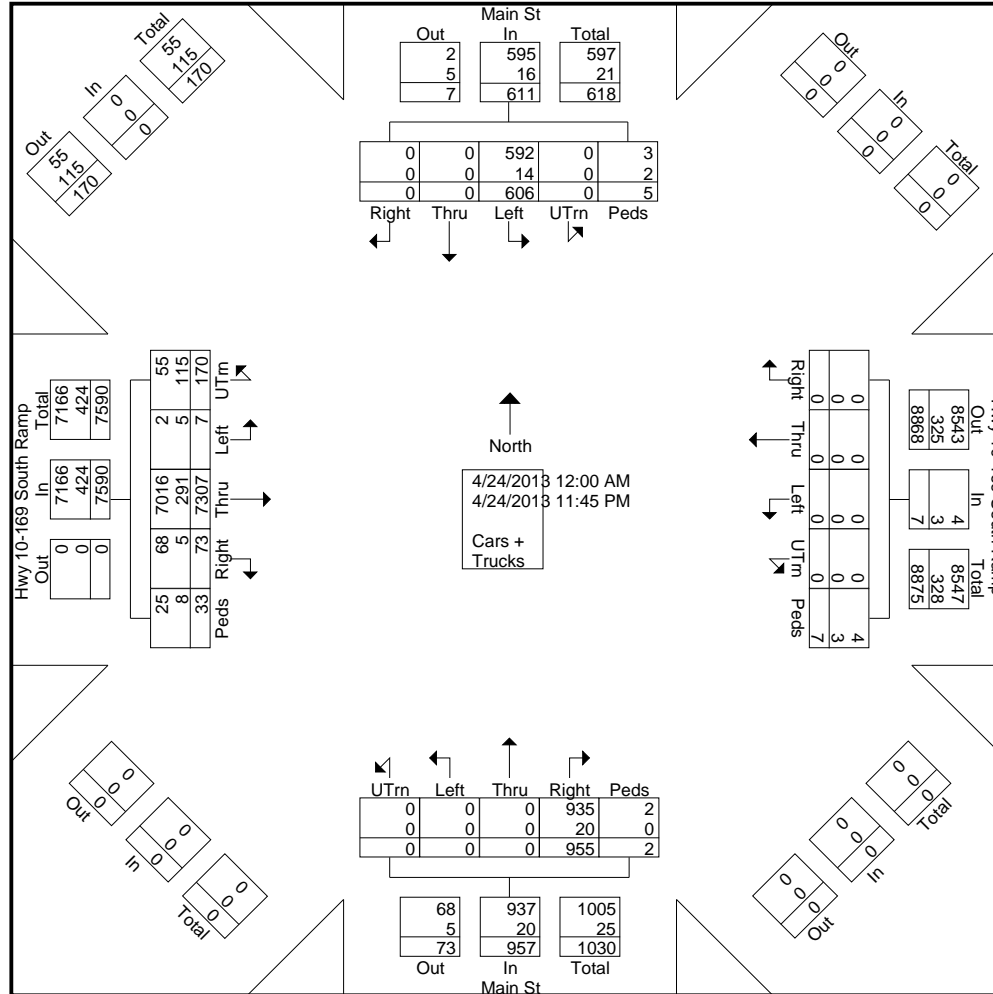 Main St
Out In Total
2 595 597
5 16 21
7 611 618
0 0 592 0 3
0 0 14 0 2
0 0 606 0 5
Right Thru Left UTrn Peds
Total
55
115
170
In
0
0
0
Out
55
115
170
Out
0
0
0
In
0
0
0
Total
0
0
0
Hwy 10-169 South Ramp
Total
7166
424
7590
In
7166
424
7590
Out
0
0
0
55 115 170 UTrn
2 5 7 Left
7016 291 7307 Thru
68 5 73 Right
25 8 33 Peds
North
4/24/2013 12:00 AM
4/24/2013 11:45 PM
Cars +
Trucks
Right 0 0 0
Thru 0 0 0
Left 0 0 0
UTrn 0 0 0
Peds 4 3 7
Out
8543
325
8868
In
4
3
7
Total
8547
328
8875
UTrn Left Thru Right Peds
0 0 0 935 2
0 0 0 20 0
0 0 0 955 2
68 937 1005
5 20 25
73 957 1030
Out In Total
Main St
0
0
0
Out
0
0
0
In
0
0
0
Total
0
0
0
Total
0
0
0
In
0
0
0
Out